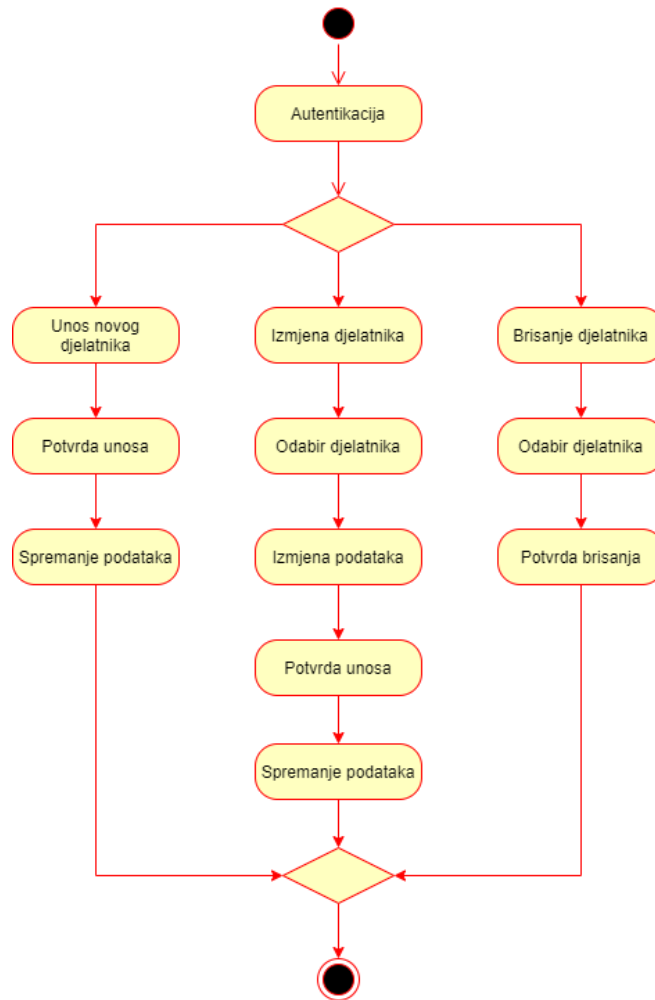 Autentikacija
Unos novog
djelatnika
Izmjena djelatnika
Brisanje djelatnika
Potvrda unosa
Odabir djelatnika
Odabir djelatnika
Spremanje podataka
Izmjena podataka
Potvrda brisanja
Potvrda unosa
Spremanje podataka